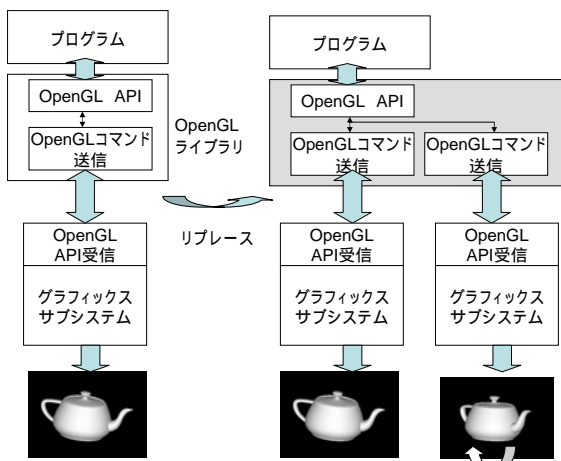 プログラム
OpenGL API
OpenGLコマンド
送信
OpenGL
ライブラリ
OpenGL
API受信
グラフィックス
サブシステム
リプレース
プログラム
OpenGL API
OpenGLコマンド
送信
OpenGLコマンド
送信
OpenGL
API受信
グラフィックス
サブシステム
OpenGL
API受信
グラフィックス
サブシステム